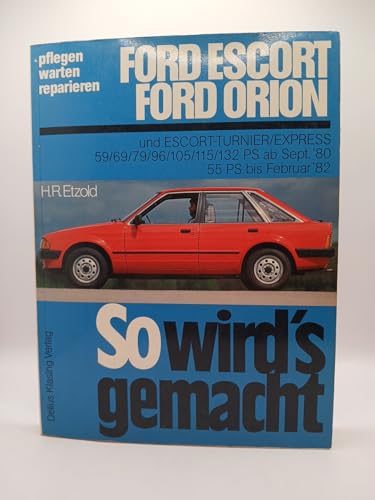 pflegen
warten
reparieren
FORD ESCORT
FORD ORION
und ESCORT-TURNIER/EXPRESS
59/69/79/96/105/115/132 PS ab Sept. '80
55 PS bis Februar '82
H.R.Etzold
So wird's
gemacht
Delius Klasing Verlag